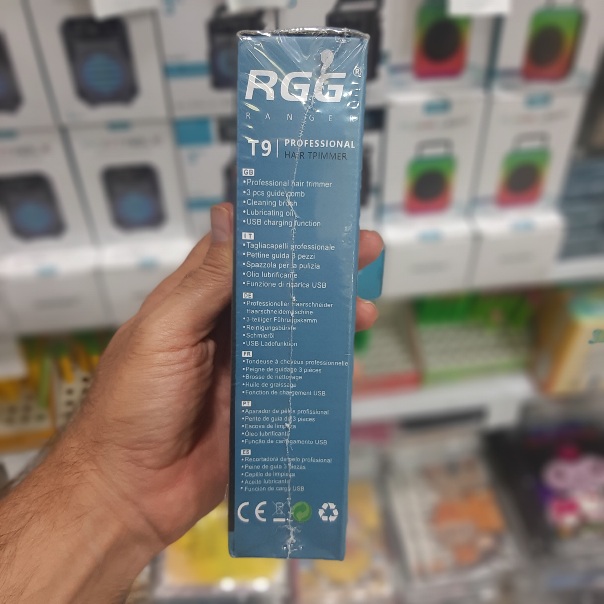 RGG
RANGER
T9 | PROFESSIONAL
HAIR TPIMMER
GB
•Professional hair trimmer
•3 pcs guide comb
•Cleaning brush
•Lubricating oil
•USB charging function
IT
•Tagliacapelli professionale
•Pettine guida 3 pezzi
•Spazzola per la pulizia
•Olio lubrificante
•Funzione di ricarica USB
DE
•Professioneller Haarschneider
Haarschneidemaschine
•3-teiliger Führungskamm
•Reinigungsbürste
•Schmieröl
•USB Ladefunktion
FR
•Tondeuse à cheveux professionnelle
•Peigne de guidage 3 pièces
•Brosse de nettoyage
•Huile de graissage
•Fonction de chargement USB
PT
•Aparador de pêlos profissional
•Pente de guia de 3 pieces
•Escova de limpeza
•Óleo lubrificante
•Função de carregamento USB
ES
•Recortadora de pelo profesional
•Peine de guía 3 piezas
•Cepillo de limpieza
•Aceite lubricante
•Función de carga USB
CE